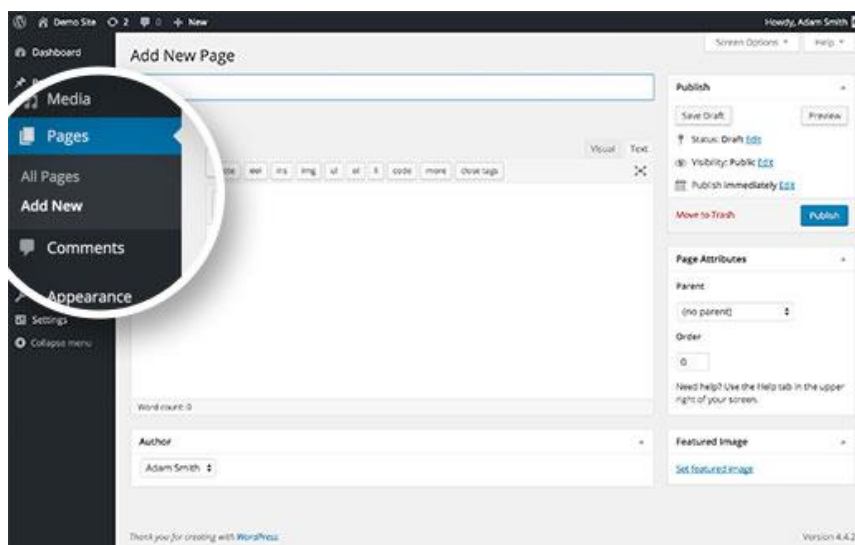 Demo Site 2 0 + New
Howdy, Adam Smith
Dashboard
Screen Options
Help
Add New Page
Media
Pages
All Pages
Add New
Comments
Appearance
Settings
Collapse menu
Visual Text
del ins img ul ol li code more close tags
Word count: 0
Author
Adam Smith
Publish
Save Draft Preview
Status: Draft Edit
Visibility: Public Edit
Publish immediately Edit
Move to Trash Publish
Page Attributes
Parent
(no parent)
Order
0
Need help? Use the Help tab in the upper
right of your screen.
Featured Image
Set featured image
Thank you for creating with WordPress.
Version 4.4.2